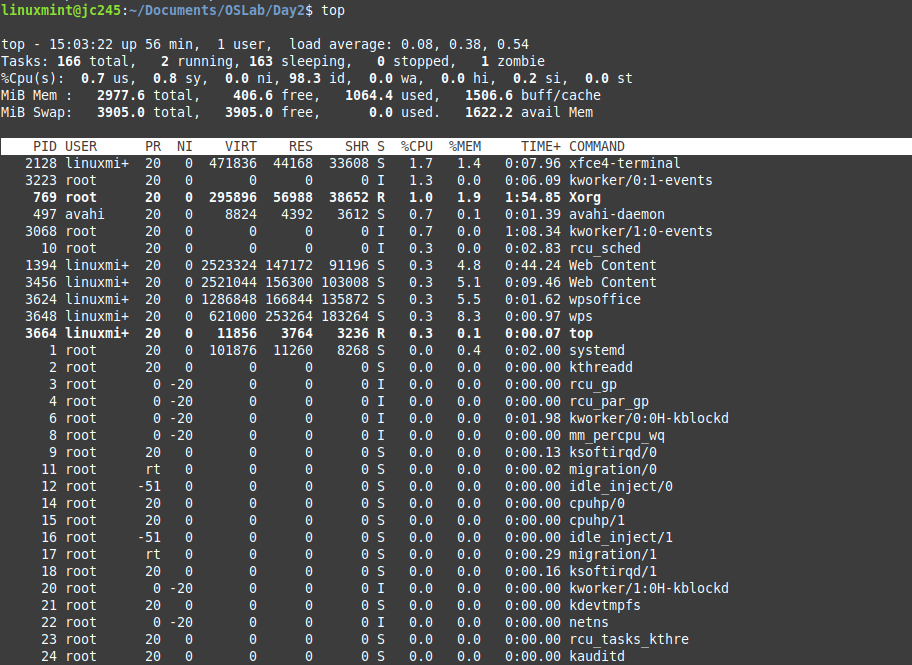 linuxmint@jc245:~/Documents/OSLab/Day2$ top
top - 15:03:22 up 56 min,  1 user,  load average: 0.08, 0.38, 0.54
Tasks: 166 total,   2 running, 163 sleeping,   0 stopped,   1 zombie
%Cpu(s):  0.7 us,  0.8 sy,  0.0 ni, 98.3 id,  0.0 wa,  0.0 hi,  0.2 si,  0.0 st
MiB Mem :   2977.6 total,    406.6 free,   1064.4 used,   1506.6 buff/cache
MiB Swap:   3905.0 total,   3905.0 free,      0.0 used.   1622.2 avail Mem
PID USER      PR  NI    VIRT    RES    SHR S  %CPU  %MEM     TIME+ COMMAND
2128 linuxmi+  20   0  471836  44168  33608 S   1.7   1.4   0:07.96 xfce4-terminal
3223 root      20   0       0      0      0 I   1.3   0.0   0:06.09 kworker/0:1-events
769 root      20   0  295896  56988  38652 R   1.0   1.9   1:54.85 Xorg
497 avahi     20   0    8824   4392   3612 S   0.7   0.1   0:01.39 avahi-daemon
3068 root      20   0       0      0      0 I   0.7   0.0   1:08.34 kworker/1:0-events
10 root      20   0       0      0      0 I   0.3   0.0   0:02.83 rcu_sched
1394 linuxmi+  20   0 2523324 147172  91196 S   0.3   4.8   0:44.24 Web Content
3456 linuxmi+  20   0 2521044 156300 103008 S   0.3   5.1   0:09.46 Web Content
3624 linuxmi+  20   0 1286848 166844 135872 S   0.3   5.5   0:01.62 wpsoffice
3648 linuxmi+  20   0  621000 253264 183264 S   0.3   8.3   0:00.97 wps
3664 linuxmi+  20   0   11856   3764   3236 R   0.3   0.1   0:00.07 top
1 root      20   0  101876  11260   8268 S   0.0   0.4   0:02.00 systemd
2 root      20   0       0      0      0 S   0.0   0.0   0:00.00 kthreadd
3 root       0 -20       0      0      0 I   0.0   0.0   0:00.00 rcu_gp
4 root       0 -20       0      0      0 I   0.0   0.0   0:00.00 rcu_par_gp
6 root       0 -20       0      0      0 I   0.0   0.0   0:01.98 kworker/0:0H-kblockd
8 root       0 -20       0      0      0 I   0.0   0.0   0:00.00 mm_percpu_wq
9 root      20   0       0      0      0 S   0.0   0.0   0:00.13 ksoftirqd/0
11 root      rt   0       0      0      0 S   0.0   0.0   0:00.02 migration/0
12 root     -51   0       0      0      0 S   0.0   0.0   0:00.00 idle_inject/0
14 root      20   0       0      0      0 S   0.0   0.0   0:00.00 cpuhp/0
15 root      20   0       0      0      0 S   0.0   0.0   0:00.00 cpuhp/1
16 root     -51   0       0      0      0 S   0.0   0.0   0:00.00 idle_inject/1
17 root      rt   0       0      0      0 S   0.0   0.0   0:00.29 migration/1
18 root      20   0       0      0      0 S   0.0   0.0   0:00.16 ksoftirqd/1
20 root       0 -20       0      0      0 I   0.0   0.0   0:00.00 kworker/1:0H-kblockd
21 root      20   0       0      0      0 S   0.0   0.0   0:00.00 kdevtmpfs
22 root       0 -20       0      0      0 I   0.0   0.0   0:00.00 netns
23 root      20   0       0      0      0 S   0.0   0.0   0:00.00 rcu_tasks_kthre
24 root      20   0       0      0      0 S   0.0   0.0   0:00.00 kauditd